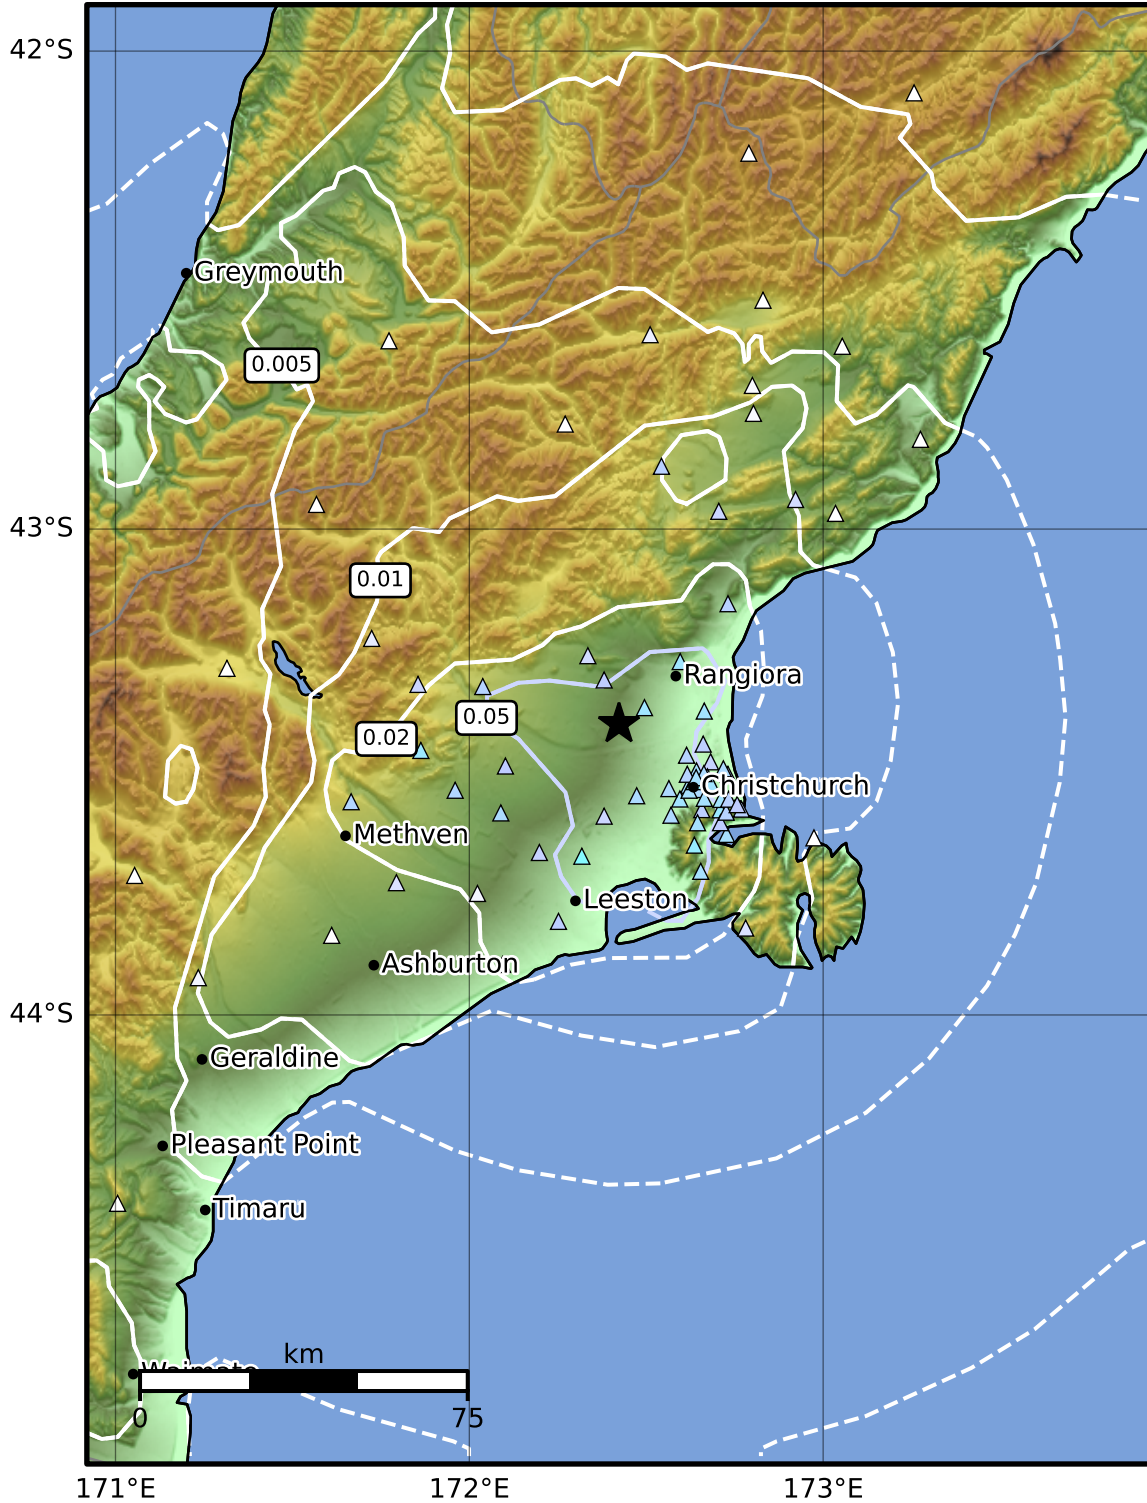 42°S
Greymouth
0.005
43°S
0.01
Rangiora
0.05
0.02
Christchurch
Methven
Leeston
Ashburton
44°S
Geraldine
Pleasant Point
Timaru
km
Waimate
0
75
171°E
172°E
173°E